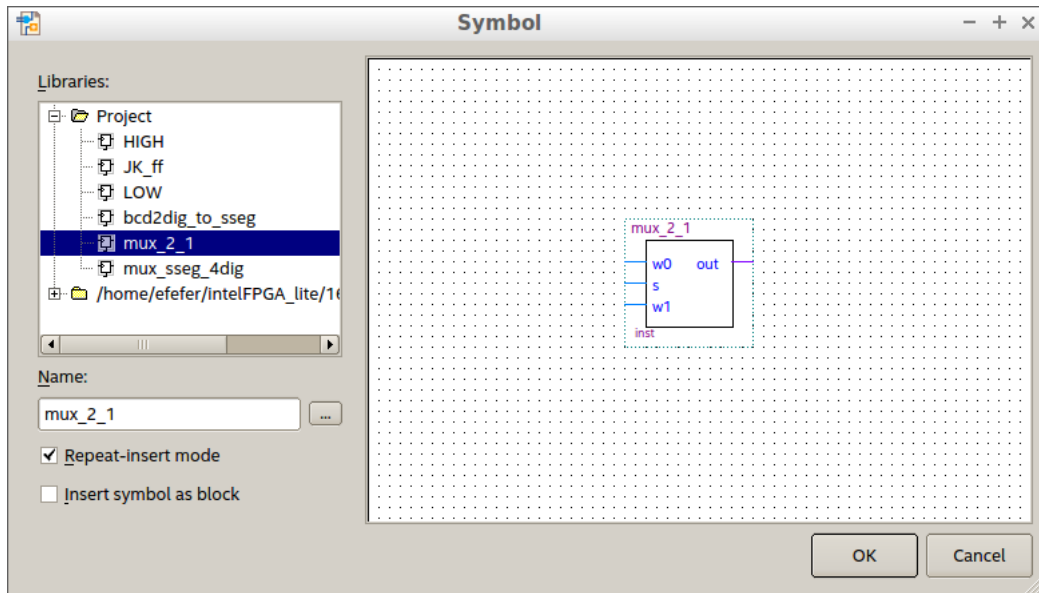 Symbol
Libraries:
Project
HIGH
JK_ff
LOW
bcd2dig_to_sseg
mux_2_1
mux_sseg_4dig
/home/efefer/intelFPGA_lite/16
Name:
mux_2_1
...
Repeat-insert mode
Insert symbol as block
mux_2_1
w0 out
s
w1
inst
OK Cancel